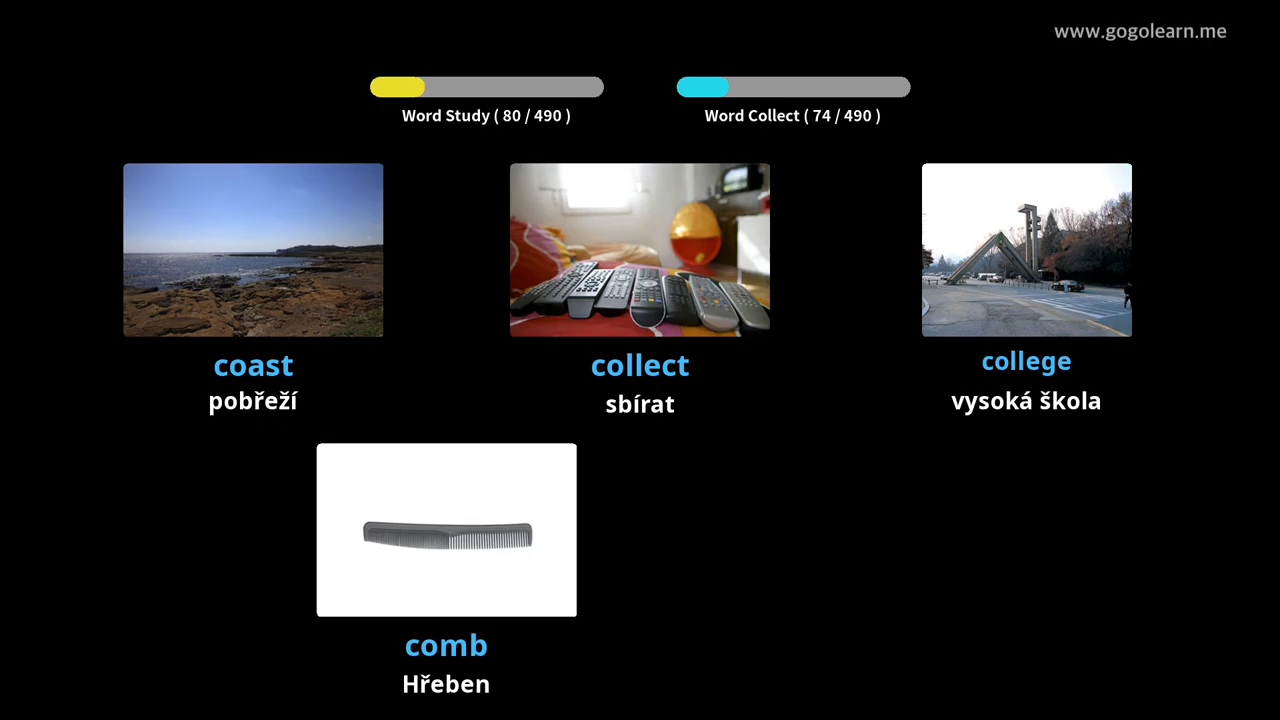 www.gogolearn.me
Word Study ( 80 / 490 )
Word Collect ( 74 / 490 )
coast
pobřeží
collect
sbírat
college
vysoká škola
comb
Hřeben